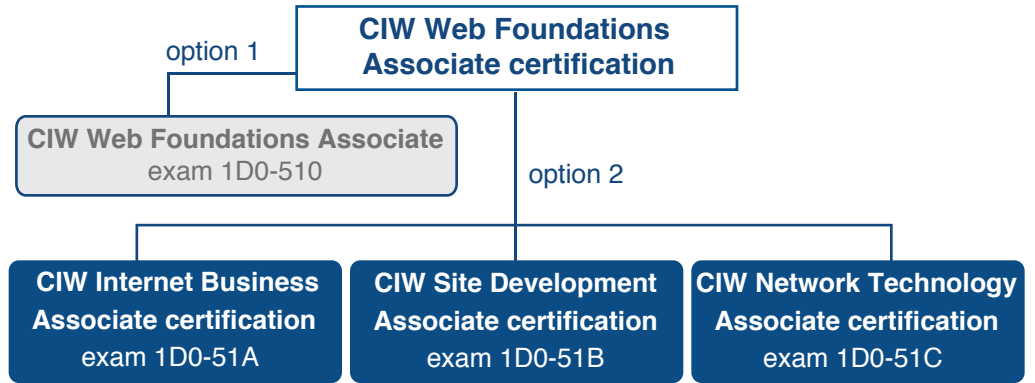 CIW Web Foundations
Associate certification
option 1
CIW Web Foundations Associate
exam 1D0-510
option 2
CIW Internet Business
Associate certification
exam 1D0-51A
CIW Site Development
Associate certification
exam 1D0-51B
CIW Network Technology
Associate certification
exam 1D0-51C